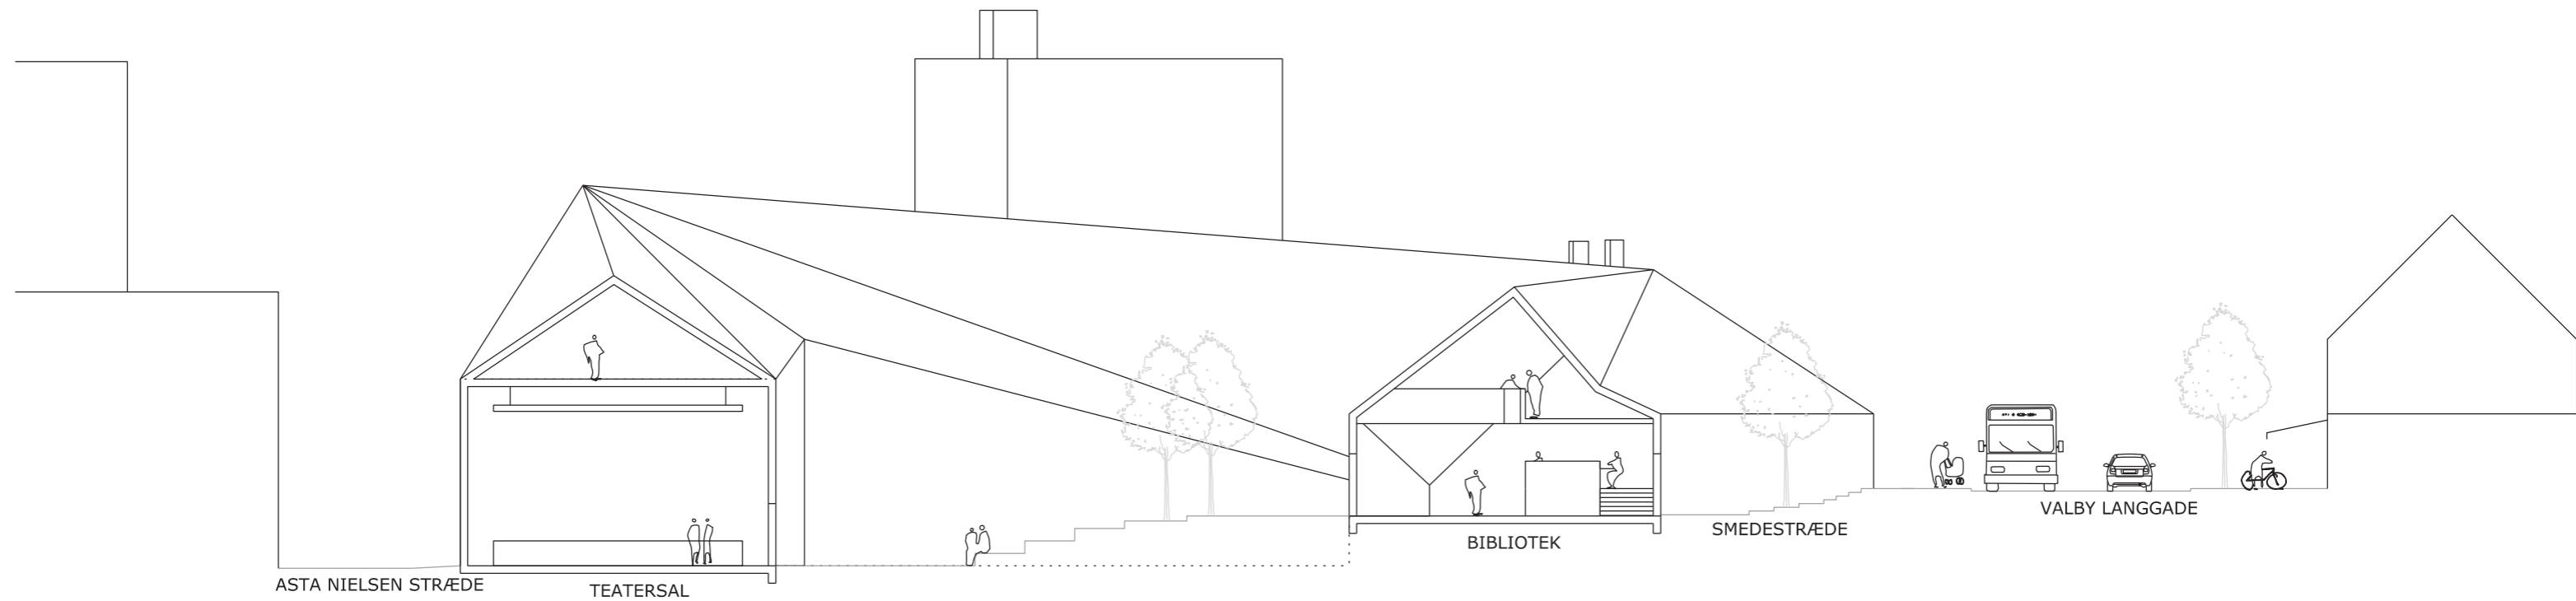 ASTA NIELSEN STRÆDE
TEATERSAL
BIBLIOTEK
SMEDESTRÆDE
VALBY LANGGADE